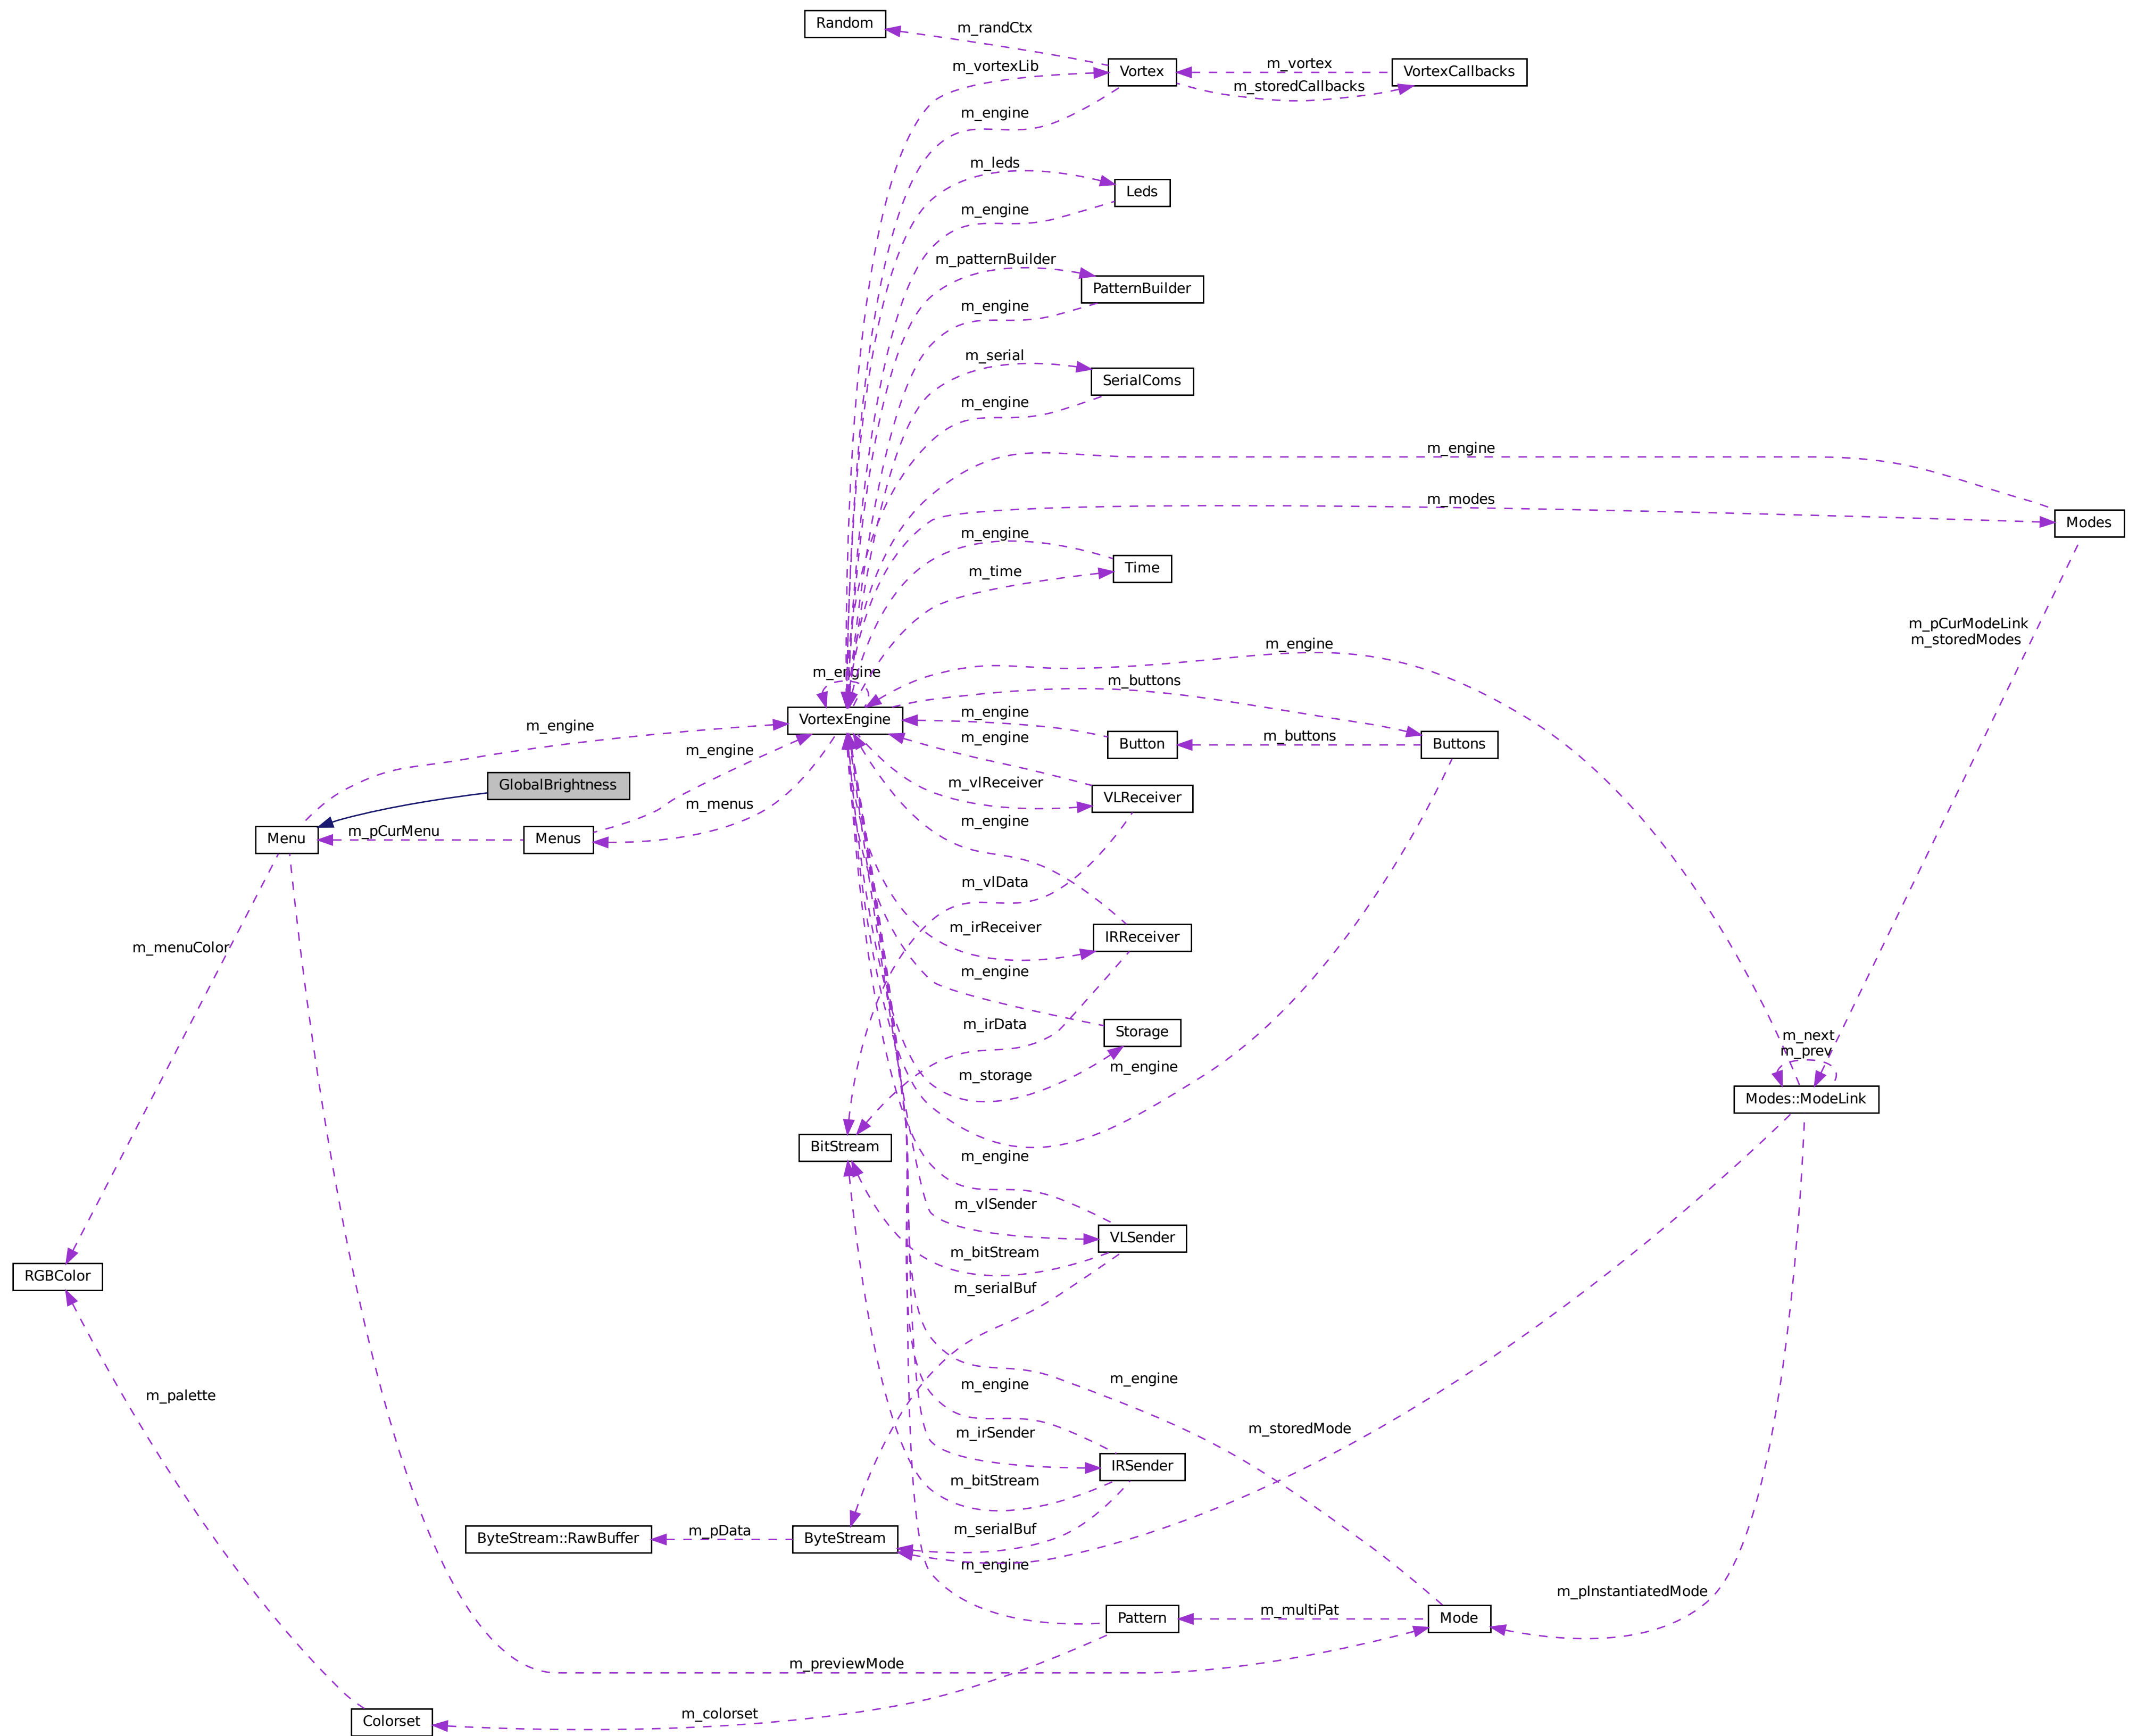 Random
m_randCtx
m_vortexLib
Vortex
m_vortex
VortexCallbacks
m_storedCallbacks
m_engine
m_leds
Leds
m_engine
m_patternBuilder
PatternBuilder
m_engine
m_serial
SerialComs
m_engine
m_engine
m_modes
Modes
m_engine
Time
m_time
m_pCurModeLink
m_storedModes
m_engine
m_engine
m_buttons
m_engine
VortexEngine
m_engine
m_engine
Button
m_buttons
Buttons
m_engine
m_engine
GlobalBrightness
m_vlReceiver
VLReceiver
m_menus
m_engine
Menu
m_pCurMenu
Menus
m_vlData
m_menuColor
m_irReceiver
IRReceiver
m_engine
m_irData
Storage
m_next
m_prev
m_storage
m_engine
Modes::ModeLink
BitStream
m_engine
m_vlSender
VLSender
m_bitStream
RGBColor
m_serialBuf
m_engine
m_engine
m_palette
m_storedMode
m_irSender
IRSender
m_bitStream
m_serialBuf
ByteStream::RawBuffer
m_pData
ByteStream
m_engine
m_pInstantiatedMode
Pattern
m_multiPat
Mode
m_previewMode
m_colorset
Colorset